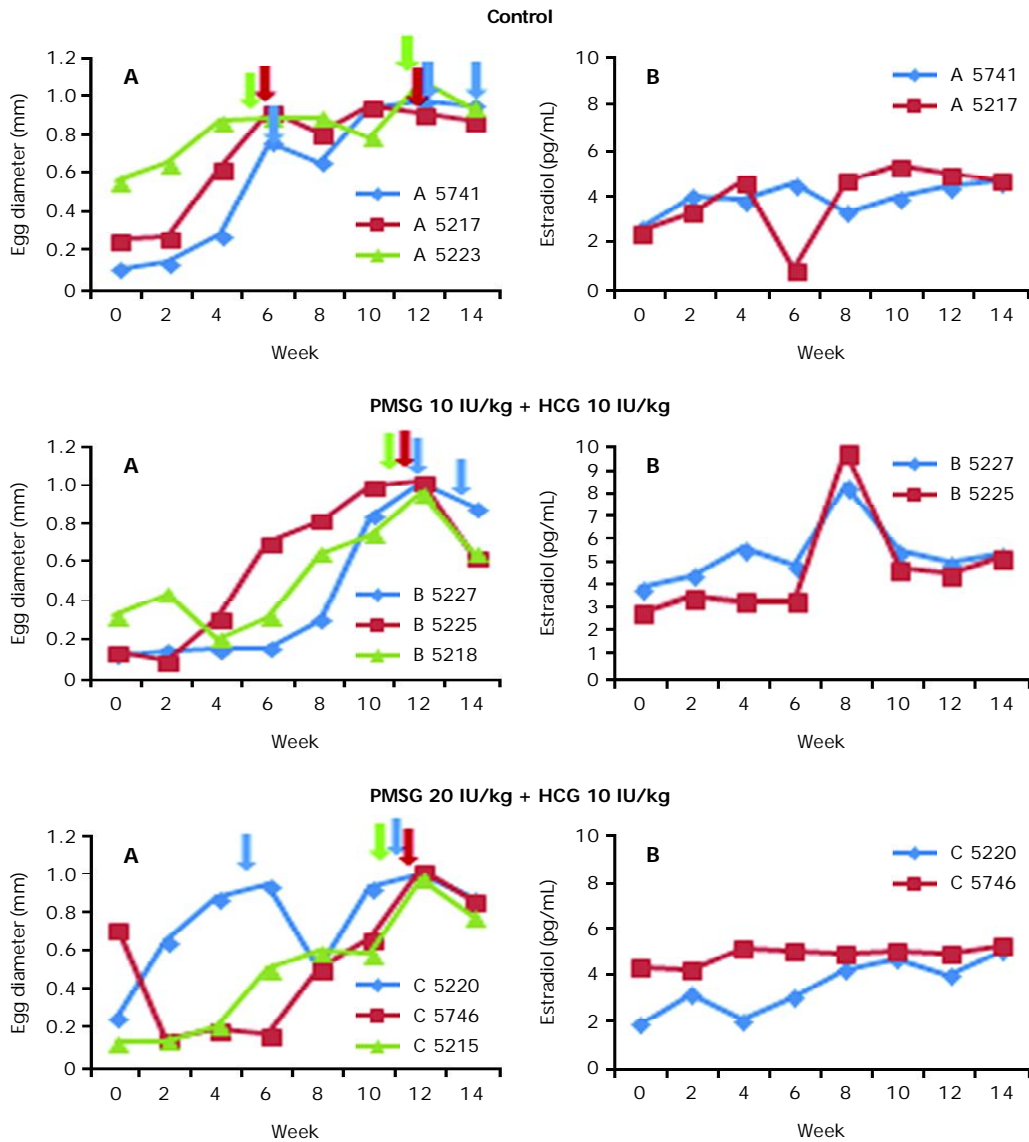 Control
A
Egg diameter (mm)
1.2
1.0
0.8
0.6
0.4
0.2
0
A 5741
A 5217
A 5223
0 2 4 6 8 10 12 14
Week
B
Estradiol (pg/mL)
10
8
6
4
2
0
A 5741
A 5217
0 2 4 6 8 10 12 14
Week
PMSG 10 IU/kg + HCG 10 IU/kg
A
Egg diameter (mm)
1.2
1.0
0.8
0.6
0.4
0.2
0
B 5227
B 5225
B 5218
0 2 4 6 8 10 12 14
Week
B
Estradiol (pg/mL)
10
9
8
7
6
5
4
3
2
1
0
B 5227
B 5225
0 2 4 6 8 10 12 14
Week
PMSG 20 IU/kg + HCG 10 IU/kg
A
Egg diameter (mm)
1.2
1.0
0.8
0.6
0.4
0.2
0
C 5220
C 5746
C 5215
0 2 4 6 8 10 12 14
Week
B
Estradiol (pg/mL)
10
8
6
4
2
0
C 5220
C 5746
0 2 4 6 8 10 12 14
Week